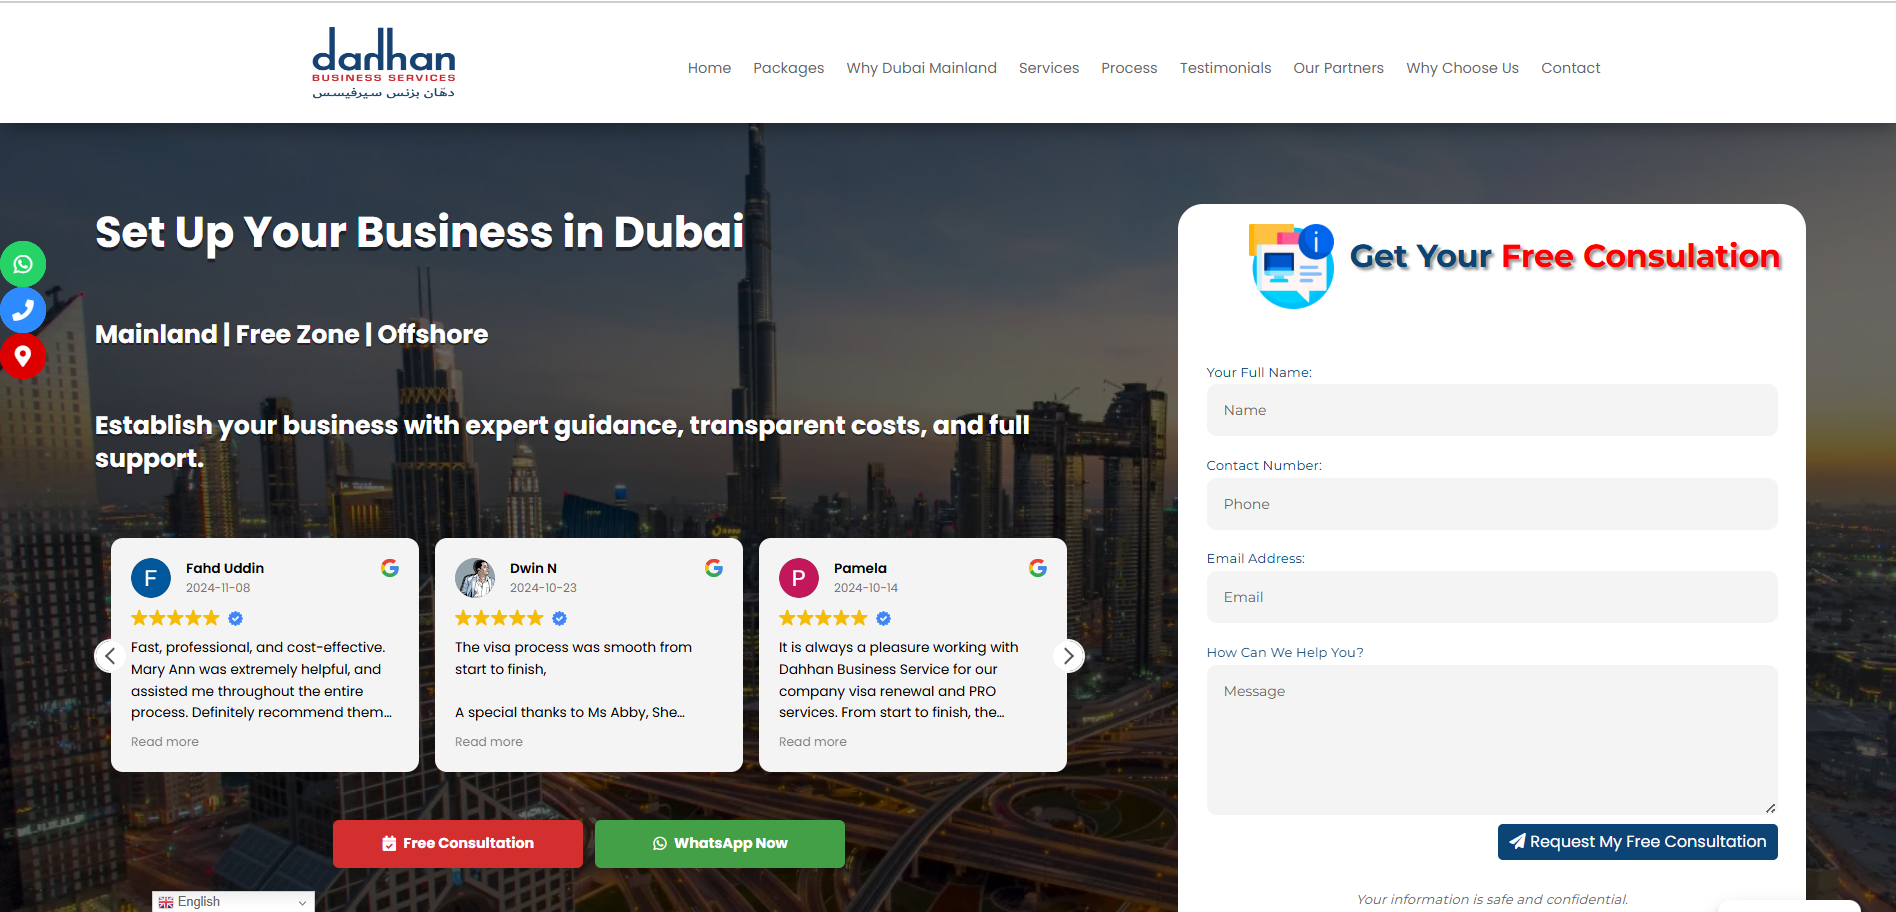 dahhan
BUSINESS SERVICES
دهّان بزنس سيرفيسس
Home Packages Why Dubai Mainland Services Process Testimonials Our Partners Why Choose Us Contact
Set Up Your Business in Dubai
Mainland | Free Zone | Offshore
Establish your business with expert guidance, transparent costs, and full
support.
F
Fahd Uddin
2024-11-08
Fast, professional, and cost-effective.
Mary Ann was extremely helpful, and
assisted me throughout the entire
process. Definitely recommend them...
Read more
Dwin N
2024-10-23
The visa process was smooth from
start to finish,
A special thanks to Ms Abby, She...
Read more
P
Pamela
2024-10-14
It is always a pleasure working with
Dahhan Business Service for our
company visa renewal and PRO
services. From start to finish, the...
Read more
Free Consultation
WhatsApp Now
English
Get Your Free Consulation
Your Full Name:
Name
Contact Number:
Phone
Email Address:
Email
How Can We Help You?
Message
Request My Free Consultation
Your information is safe and confidential.